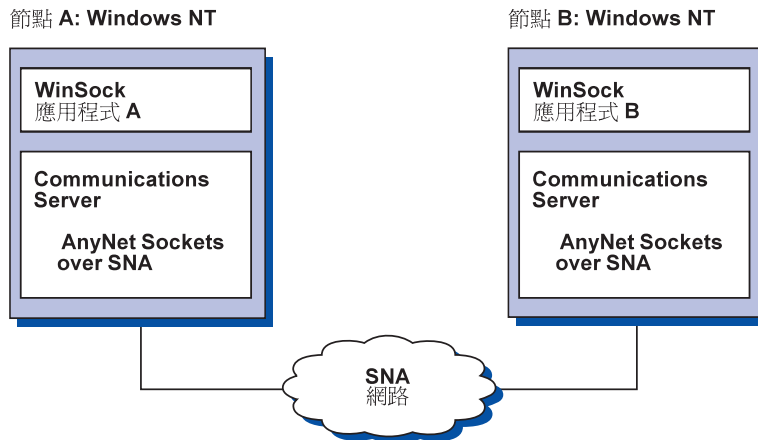 節點 A: Windows NT
WinSock
應用程式 A
Communications
Server
AnyNet Sockets
over SNA
節點 B: Windows NT
WinSock
應用程式 B
Communications
Server
AnyNet Sockets
over SNA
SNA
網路